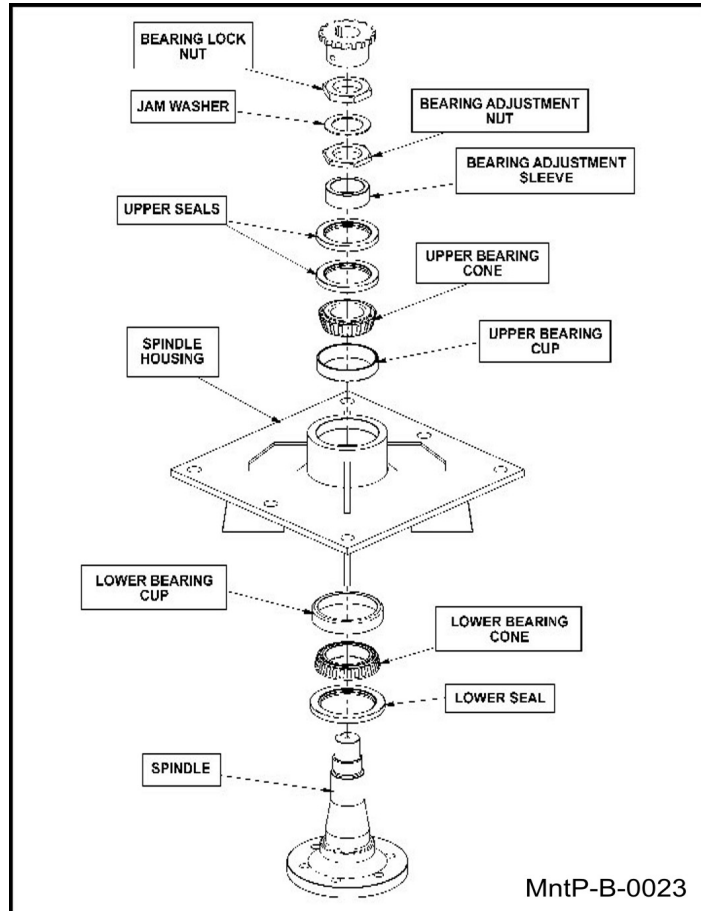 BEARING LOCK
NUT
JAM WASHER
BEARING ADJUSTMENT
NUT
BEARING ADJUSTMENT
SLEEVE
UPPER SEALS
UPPER BEARING
CONE
SPINDLE
HOUSING
UPPER BEARING
CUP
LOWER BEARING
CUP
LOWER BEARING
CONE
LOWER SEAL
SPINDLE
MntP-B-0023